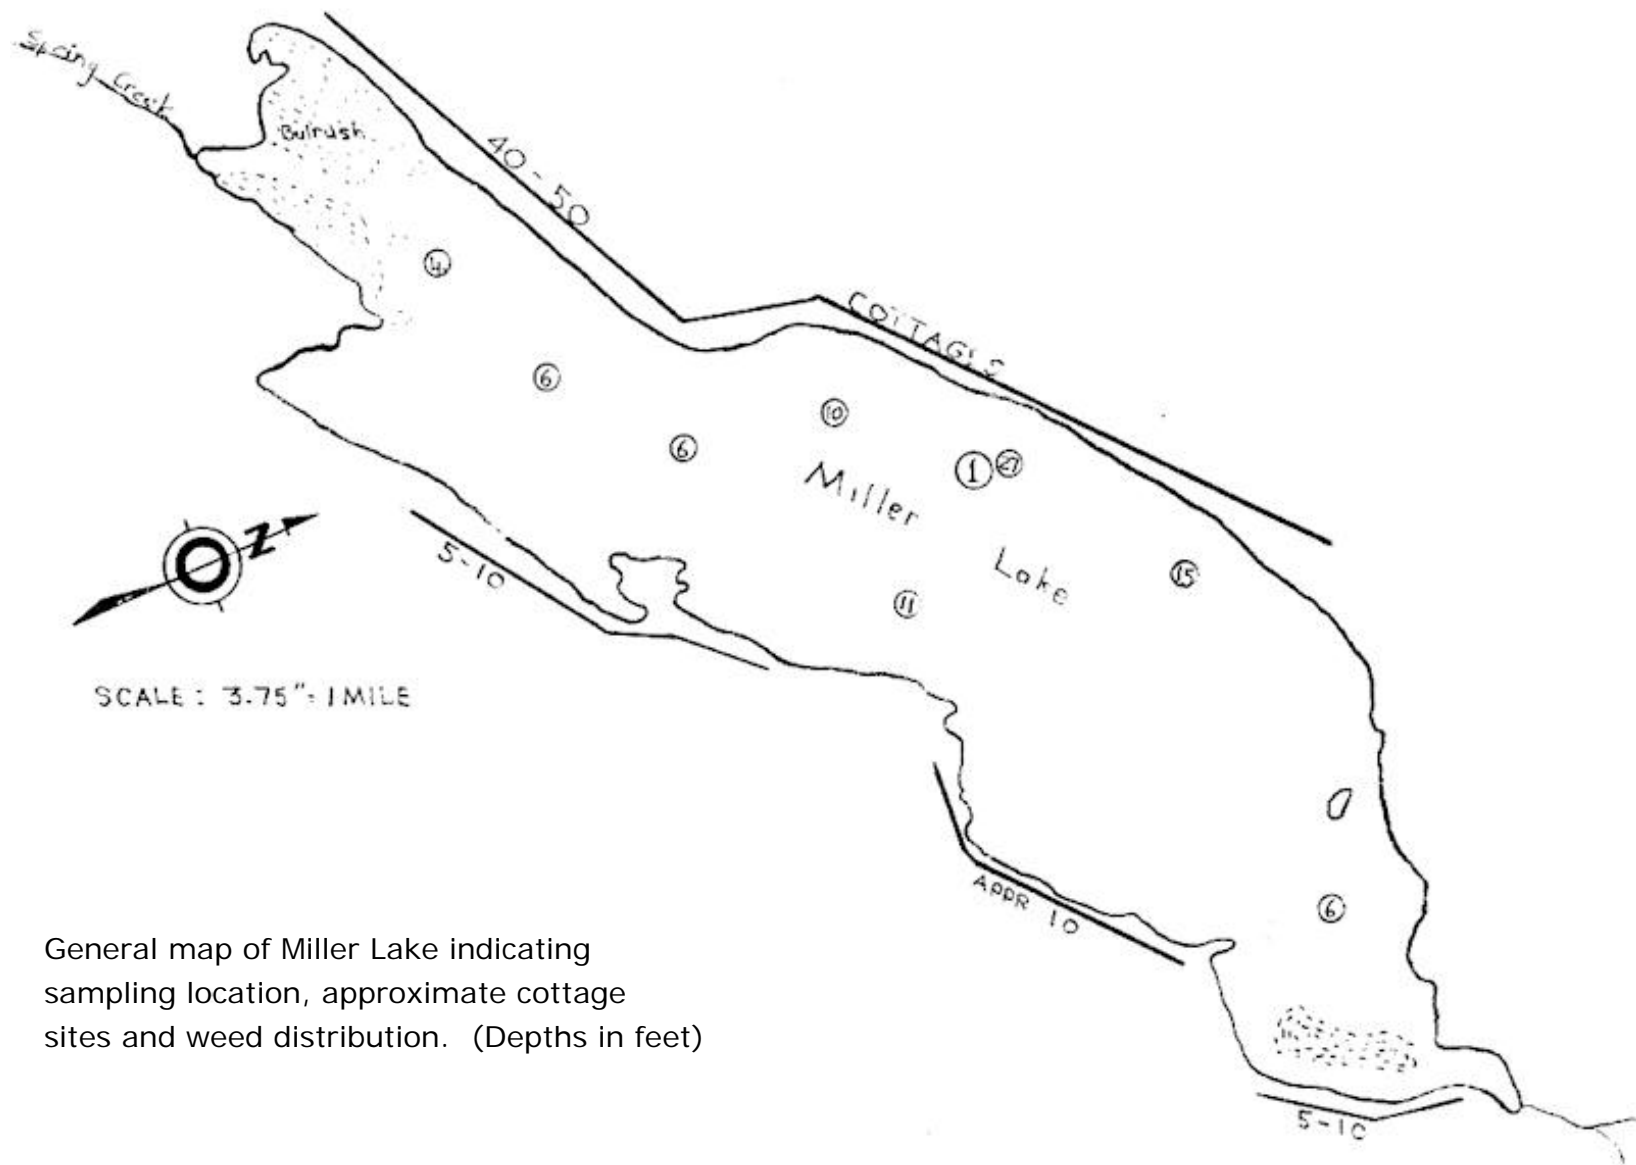 Spring Creek
Bulrush
40-50
4
COTTAGES
6
10
6
1
27
Miller
Lake
15
11
N
5-10
SCALE: 3.75"=1 MILE
APPR 10
6
General map of Miller Lake indicating
sampling location, approximate cottage
sites and weed distribution. (Depths in feet)
5-10